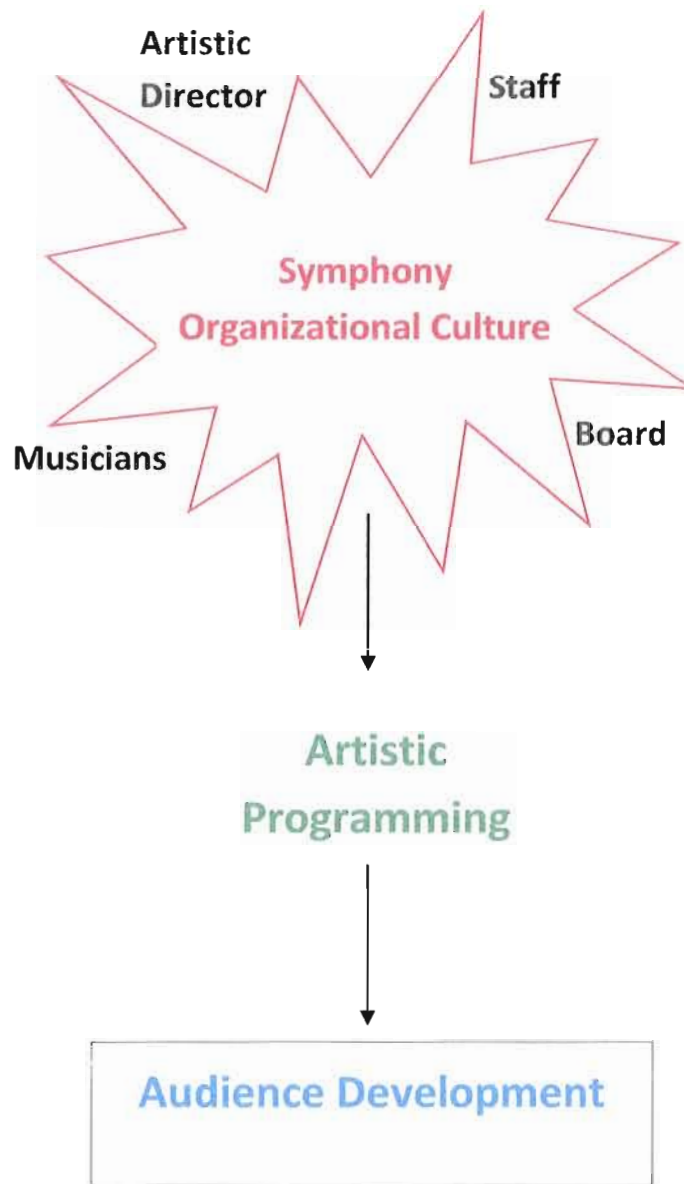 Artistic
Director
Staff
Symphony
Organizational Culture
Musicians
Board
Artistic
Programming
Audience Development